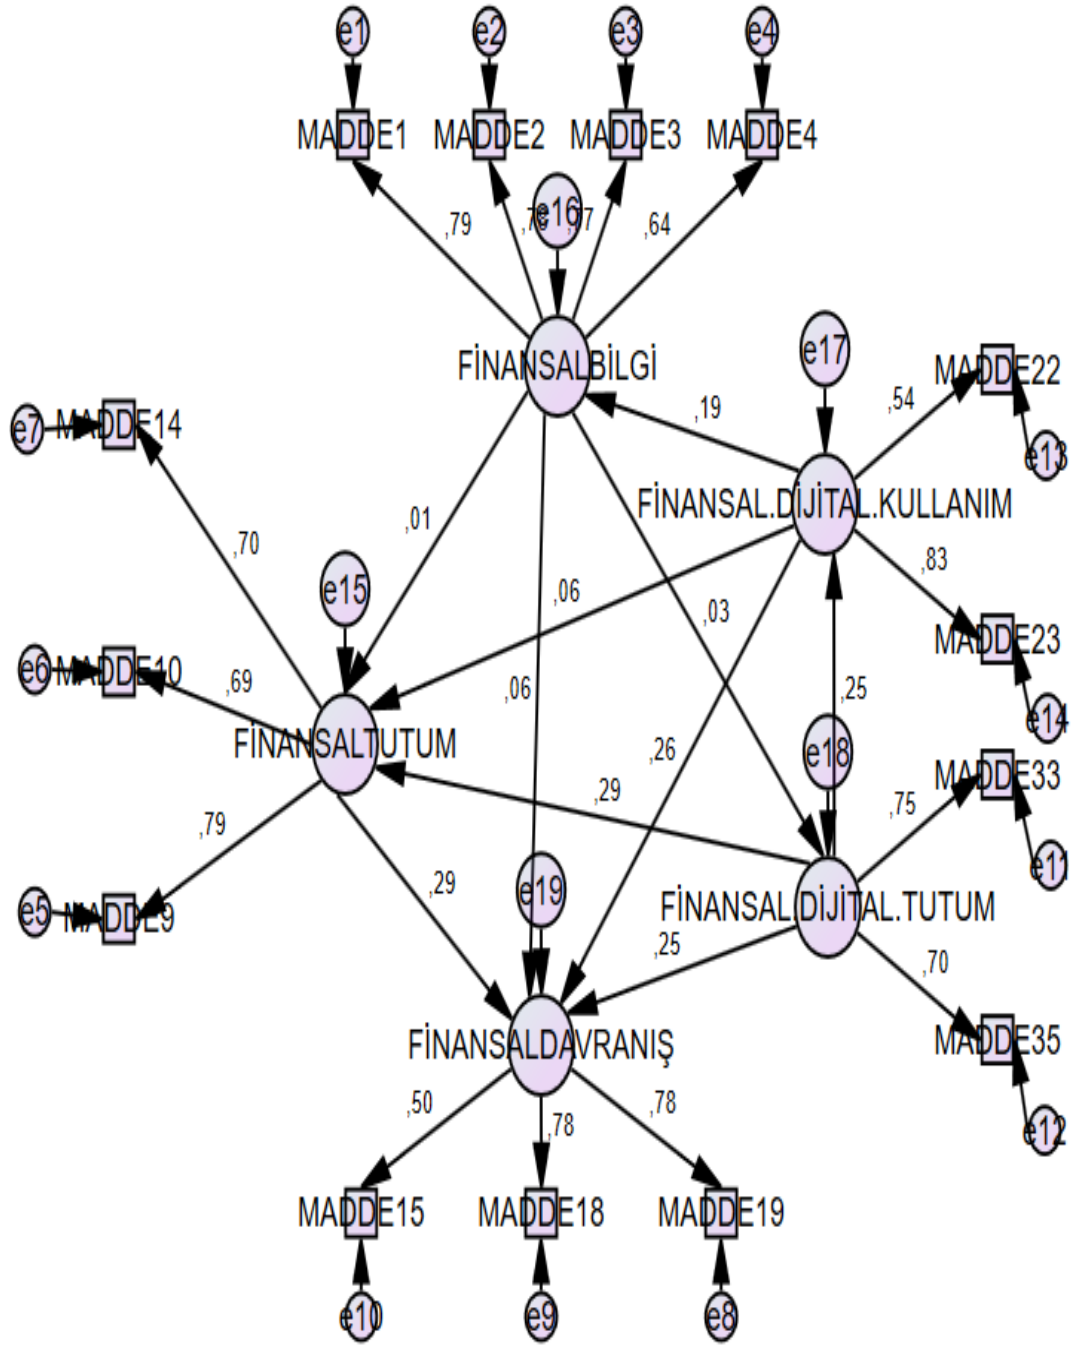 e1 e2 e3 e4
MADDE1 MADDE2 MADDE3 MADDE4
e16
,79 ,64
e17
FİNANSALBİLGİ
MADDE22
,19 ,54
e7 MADDE14
e13
FİNANSAL.DİJİTAL.KULLANIM
,01
,70
,83
e15
,06 ,03
MADDE23
e6 MADDE10
,69 ,06 ,25
e14
FİNANSALTUTUM
,26 e18
MADDE33
,29 ,75
,79
e11
,29 e19
FİNANSAL.DİJİTAL.TUTUM
e5 MADDE9
,25 ,70
FİNANSALDAVRANIŞ
MADDE35
,50 ,78 ,78
e12
MADDE15 MADDE18 MADDE19
e10 e9 e8